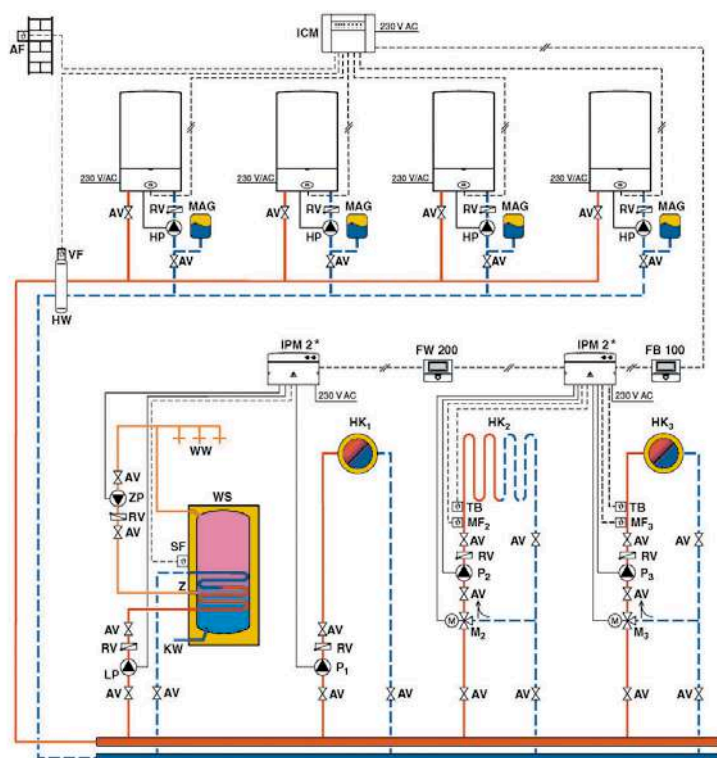 ICM
230 V AC
AF
230 V/AC
230 V/AC
230 V/AC
230 V/AC
AV
RV
MAG
AV
RV
MAG
AV
RV
MAG
AV
RV
MAG
HP
HP
HP
HP
VF
AV
AV
AV
AV
HW
IPM 2*
FW 200
IPM 2*
FB 100
230 V AC
230 V AC
HK1
HK2
HK3
WW
AV
WS
ZP
RV
TB
TB
AV
MF2
MF3
SF
AV
AV
AV
AV
RV
RV
P2
P3
Z
AV
AV
AV
AV
M
M
KW
M2
M3
RV
RV
LP
P1
AV
AV
AV
AV
AV
AV
AV
AV